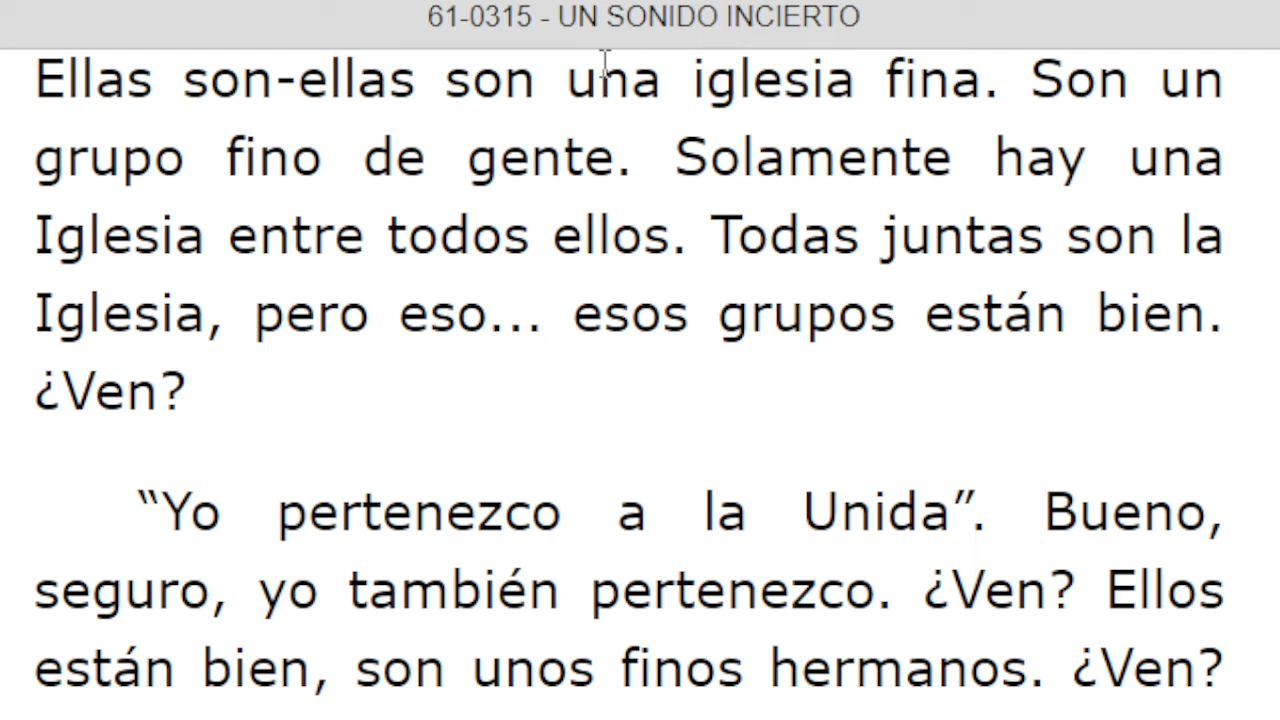 61-0315 - UN SONIDO INCIERTO
Ellas son-ellas son una iglesia fina. Son un
grupo fino de gente. Solamente hay una
Iglesia entre todos ellos. Todas juntas son la
Iglesia, pero eso... esos grupos están bien.
¿Ven?
“Yo pertenezco a la Unida”. Bueno,
seguro, yo también pertenezco. ¿Ven? Ellos
están bien, son unos finos hermanos. ¿Ven?